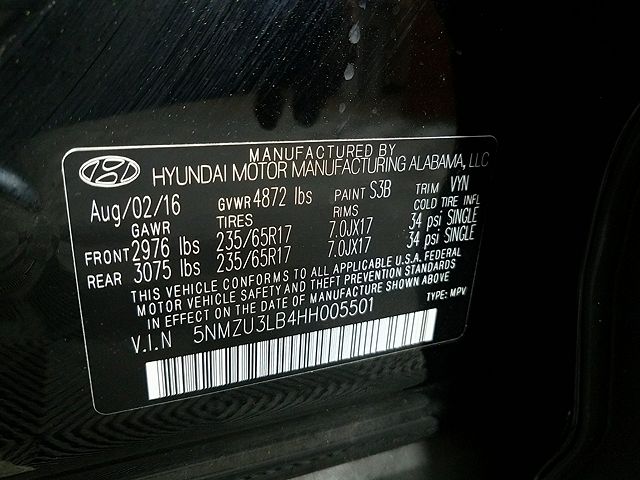 MANUFACTURED BY
HYUNDAI MOTOR MANUFACTURING ALABAMA, LLC
Aug/02/16 GVWR 4872 lbs PAINT S3B TRIM VYN
GAWR TIRES RIMS COLD TIRE INFL
FRONT 2976 lbs 235/65R17 7.0JX17 34 psi SINGLE
REAR 3075 lbs 235/65R17 7.0JX17 34 psi SINGLE
THIS VEHICLE CONFORMS TO ALL APPLICABLE U.S.A. FEDERAL
MOTOR VEHICLE SAFETY AND THEFT PREVENTION STANDARDS
IN EFFECT ON THE DATE OF MANUFACTURE SHOWN ABOVE
V.I.N 5NMZU3LB4HH005501 TYPE: MPV